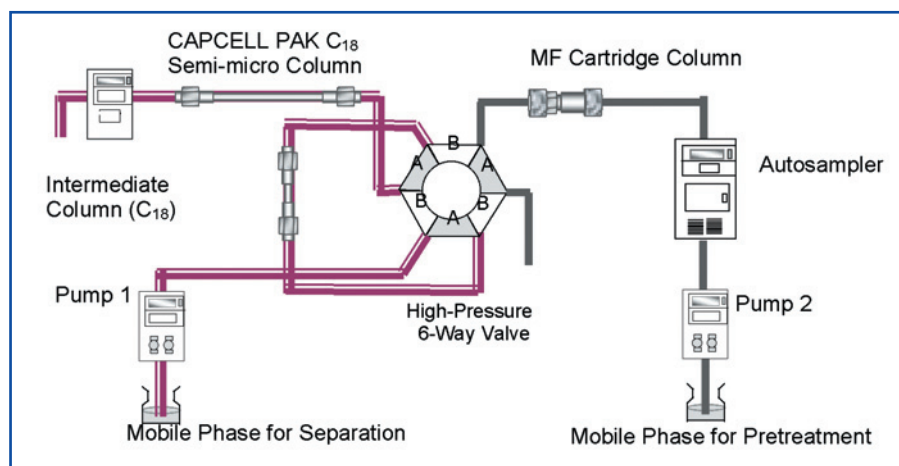 CAPCELL PAK C18
Semi-micro Column
MF Cartridge Column
Autosampler
Intermediate
Column (C18)
B
A
A
B
B
A
Pump 1
High-Pressure
6-Way Valve
Pump 2
Mobile Phase for Separation
Mobile Phase for Pretreatment